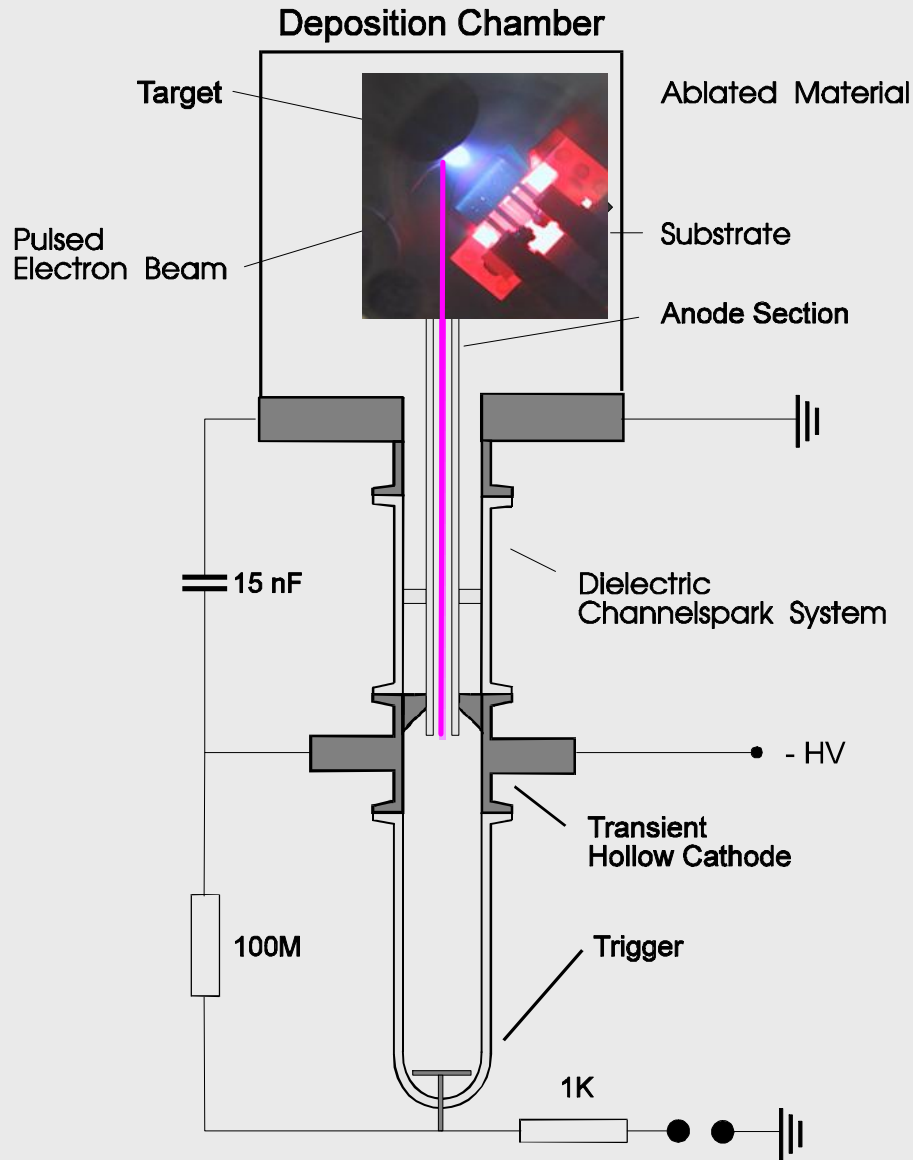 Deposition Chamber
Target
Ablated Material
Pulsed
Electron Beam
Substrate
Anode Section
15 nF
Dielectric
Channelspark System
- HV
Transient
Hollow Cathode
100M
Trigger
1K